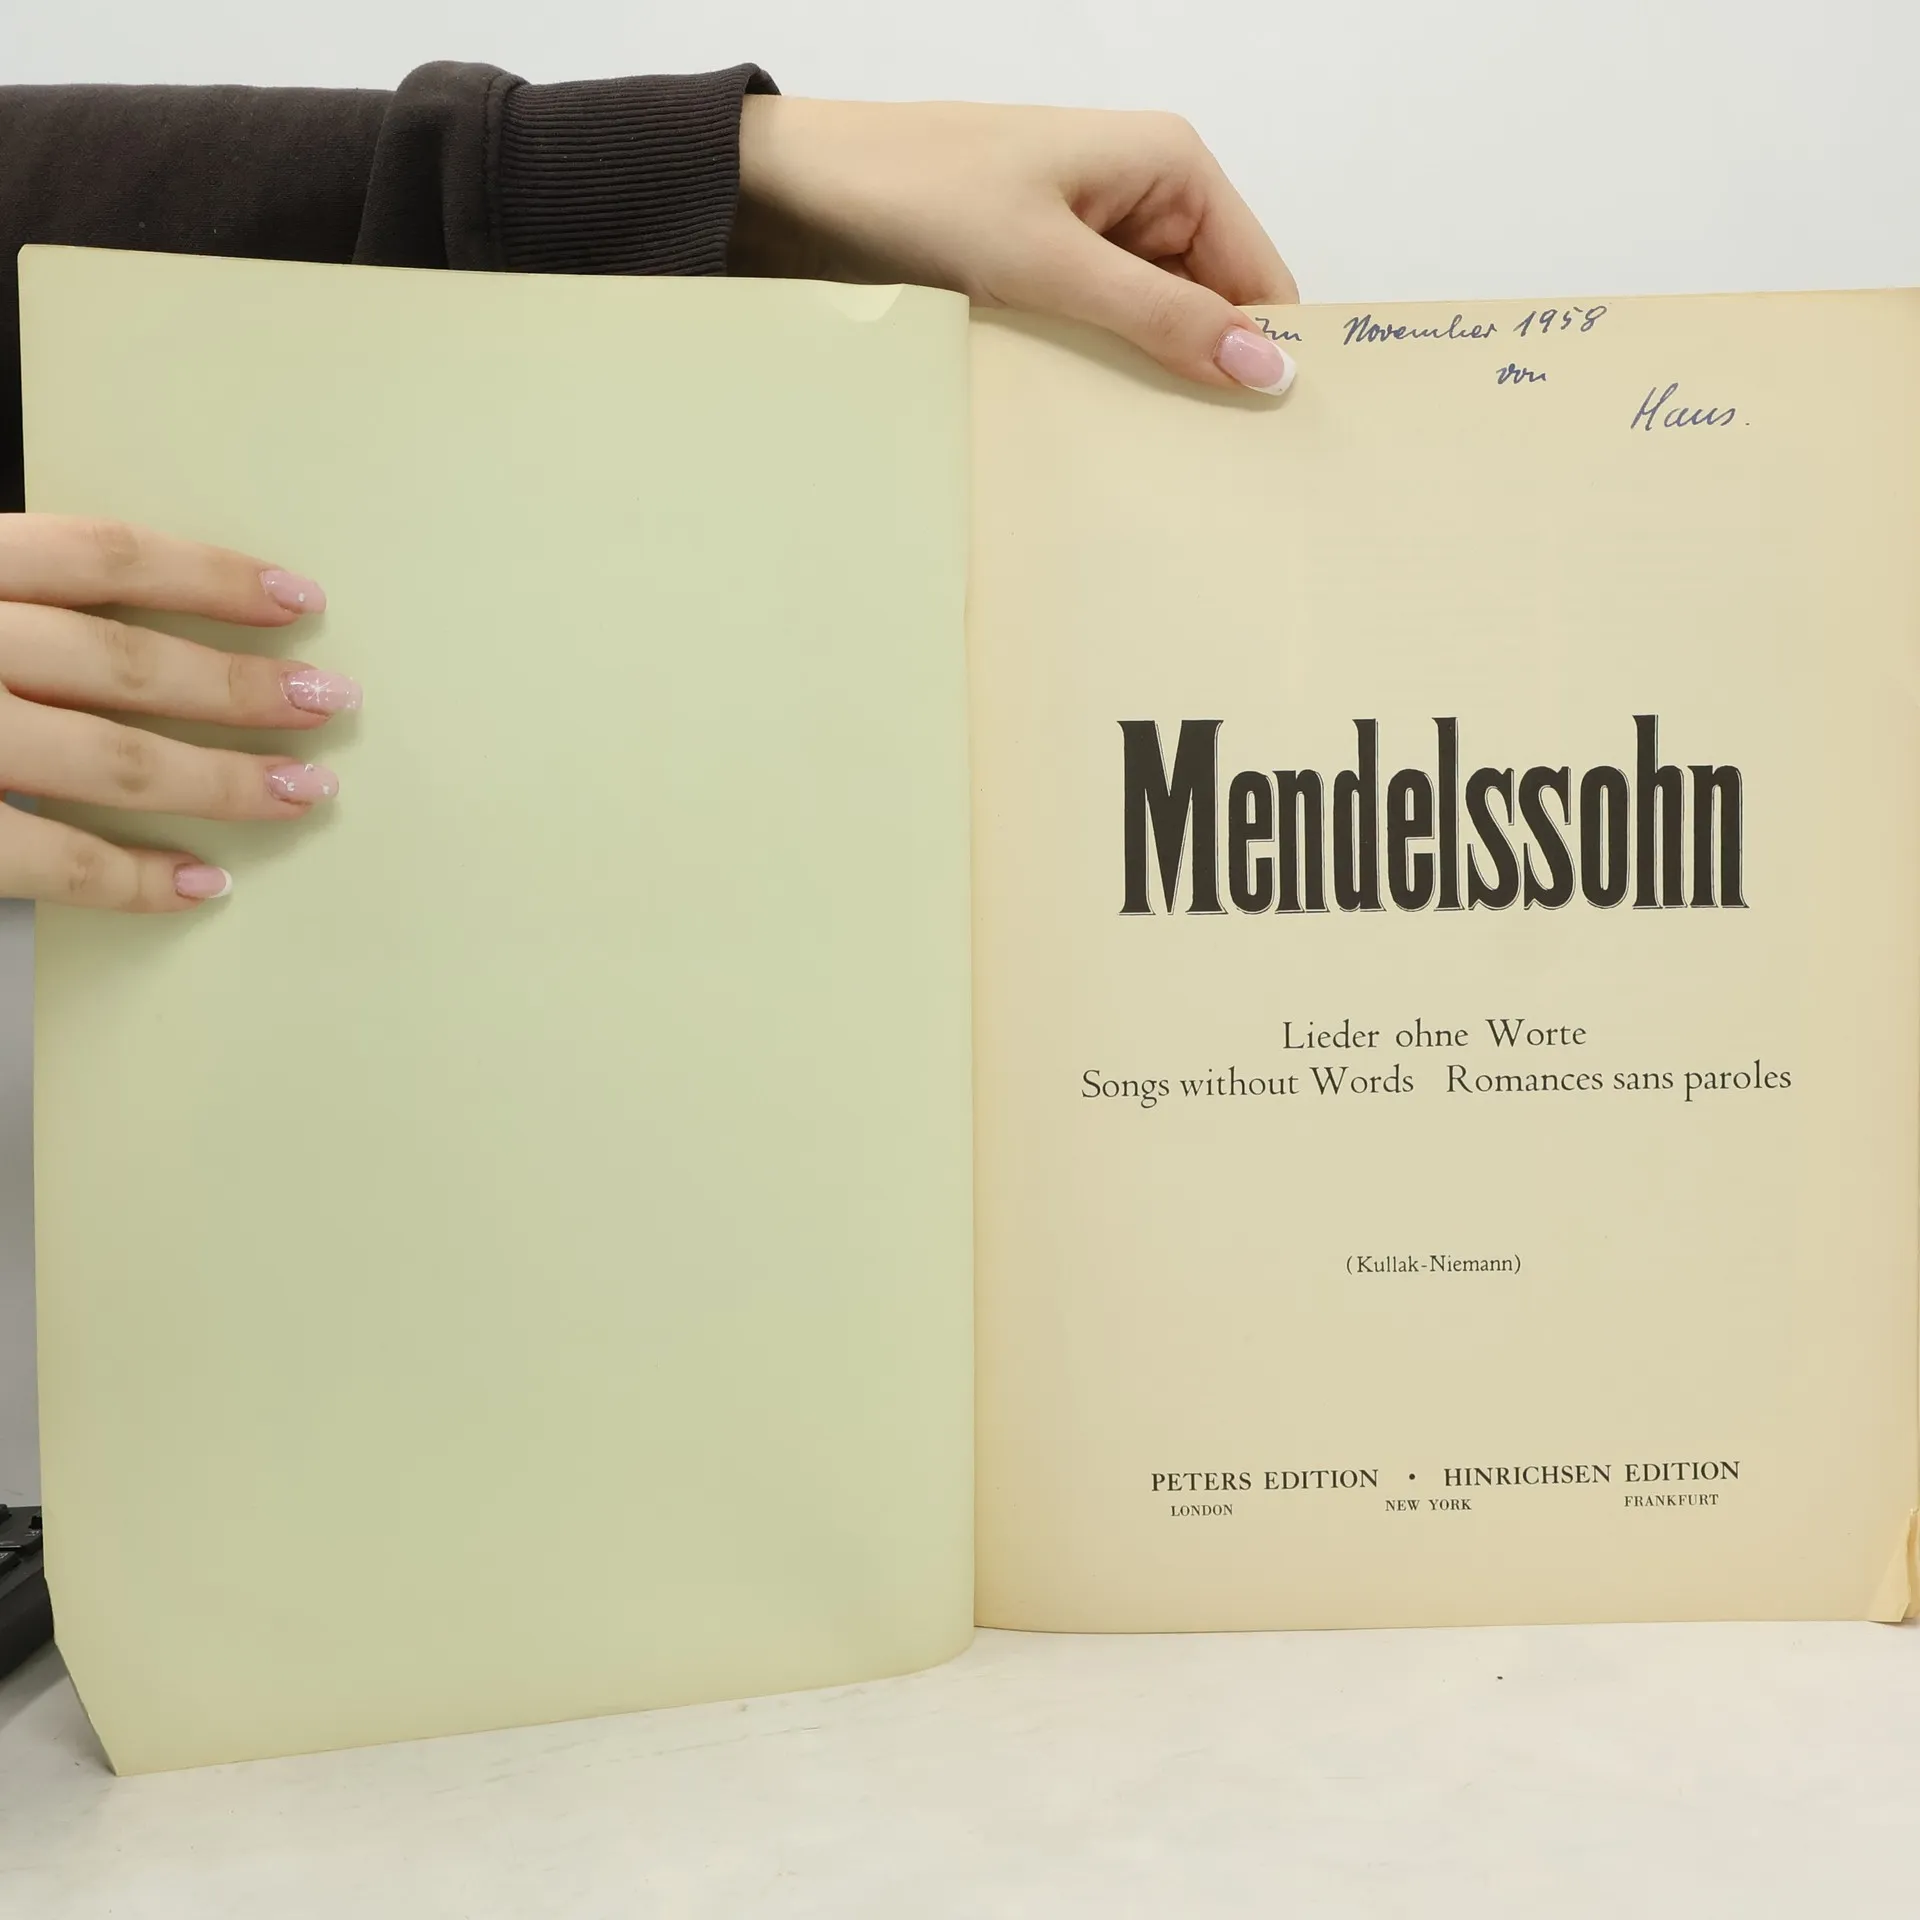 Im November 1958
von
Hans.
Mendelssohn
Lieder ohne Worte
Songs without Words Romances sans paroles
(Kullak-Niemann)
PETERS EDITION • HINRICHSEN EDITION
LONDON NEW YORK FRANKFURT